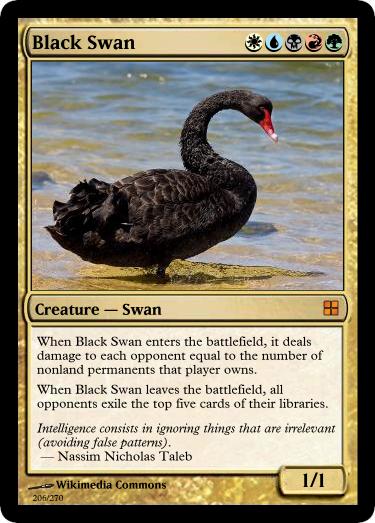 Black Swan
Creature — Swan
When Black Swan enters the battlefield, it deals
damage to each opponent equal to the number of
nonland permanents that player owns.
When Black Swan leaves the battlefield, all
opponents exile the top five cards of their libraries.
Intelligence consists in ignoring things that are irrelevant
(avoiding false patterns).
— Nassim Nicholas Taleb
Wikimedia Commons
206/270
1/1